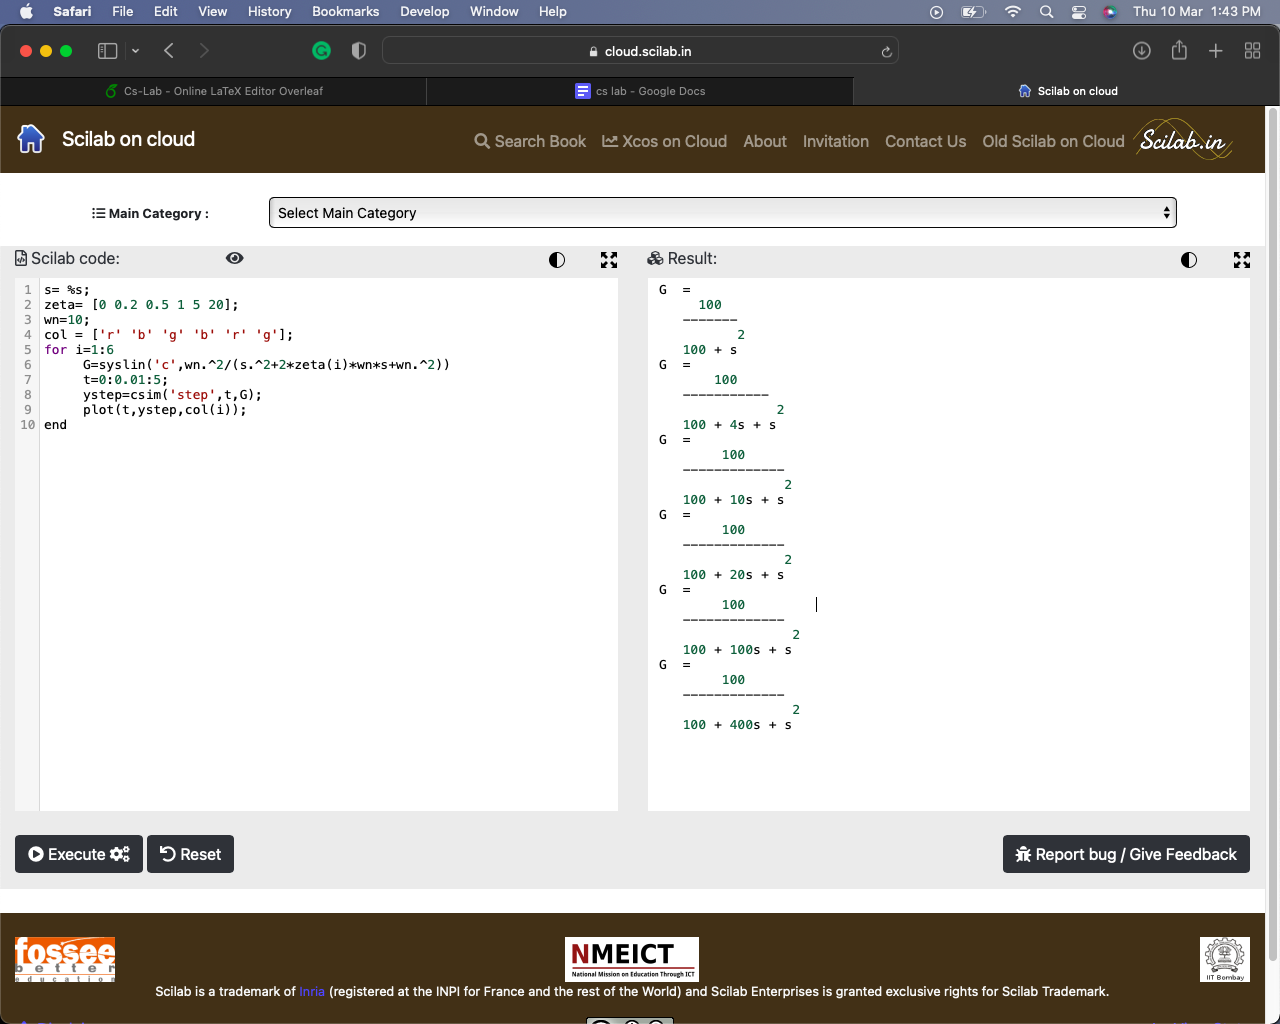 Safari File Edit View History Bookmarks Develop Window Help Thu 10 Mar 1:43 PM
cloud.scilab.in
Cs-Lab - Online LaTeX Editor Overleaf cs lab - Google Docs Scilab on cloud
Scilab on cloud Search Book Xcos on Cloud About Invitation Contact Us Old Scilab on Cloud Scilab.in
Main Category : Select Main Category
Scilab code: Result:
1 s= %s;
2 zeta= [0 0.2 0.5 1 5 20];
3 wn=10;
4 col = ['r' 'b' 'g' 'b' 'r' 'g'];
5 for i=1:6
6 G=syslin('c',wn.^2/(s.^2+2*zeta(i)*wn*s+wn.^2))
7 t=0:0.01:5;
8 ystep=csim('step',t,G);
9 plot(t,ystep,col(i));
10 end
G =
100
-------
2
100 + s
G =
100
-----------
2
100 + 4s + s
G =
100
-------------
2
100 + 10s + s
G =
100
-------------
2
100 + 20s + s
G =
100
-------------
2
100 + 100s + s
G =
100
-------------
2
100 + 400s + s
Execute Reset Report bug / Give Feedback
fossee
better
education
NMEICT
National Mission on Education Through ICT
IIT Bombay
Scilab is a trademark of Inria (registered at the INPI for France and the rest of the World) and Scilab Enterprises is granted exclusive rights for Scilab Trademark.